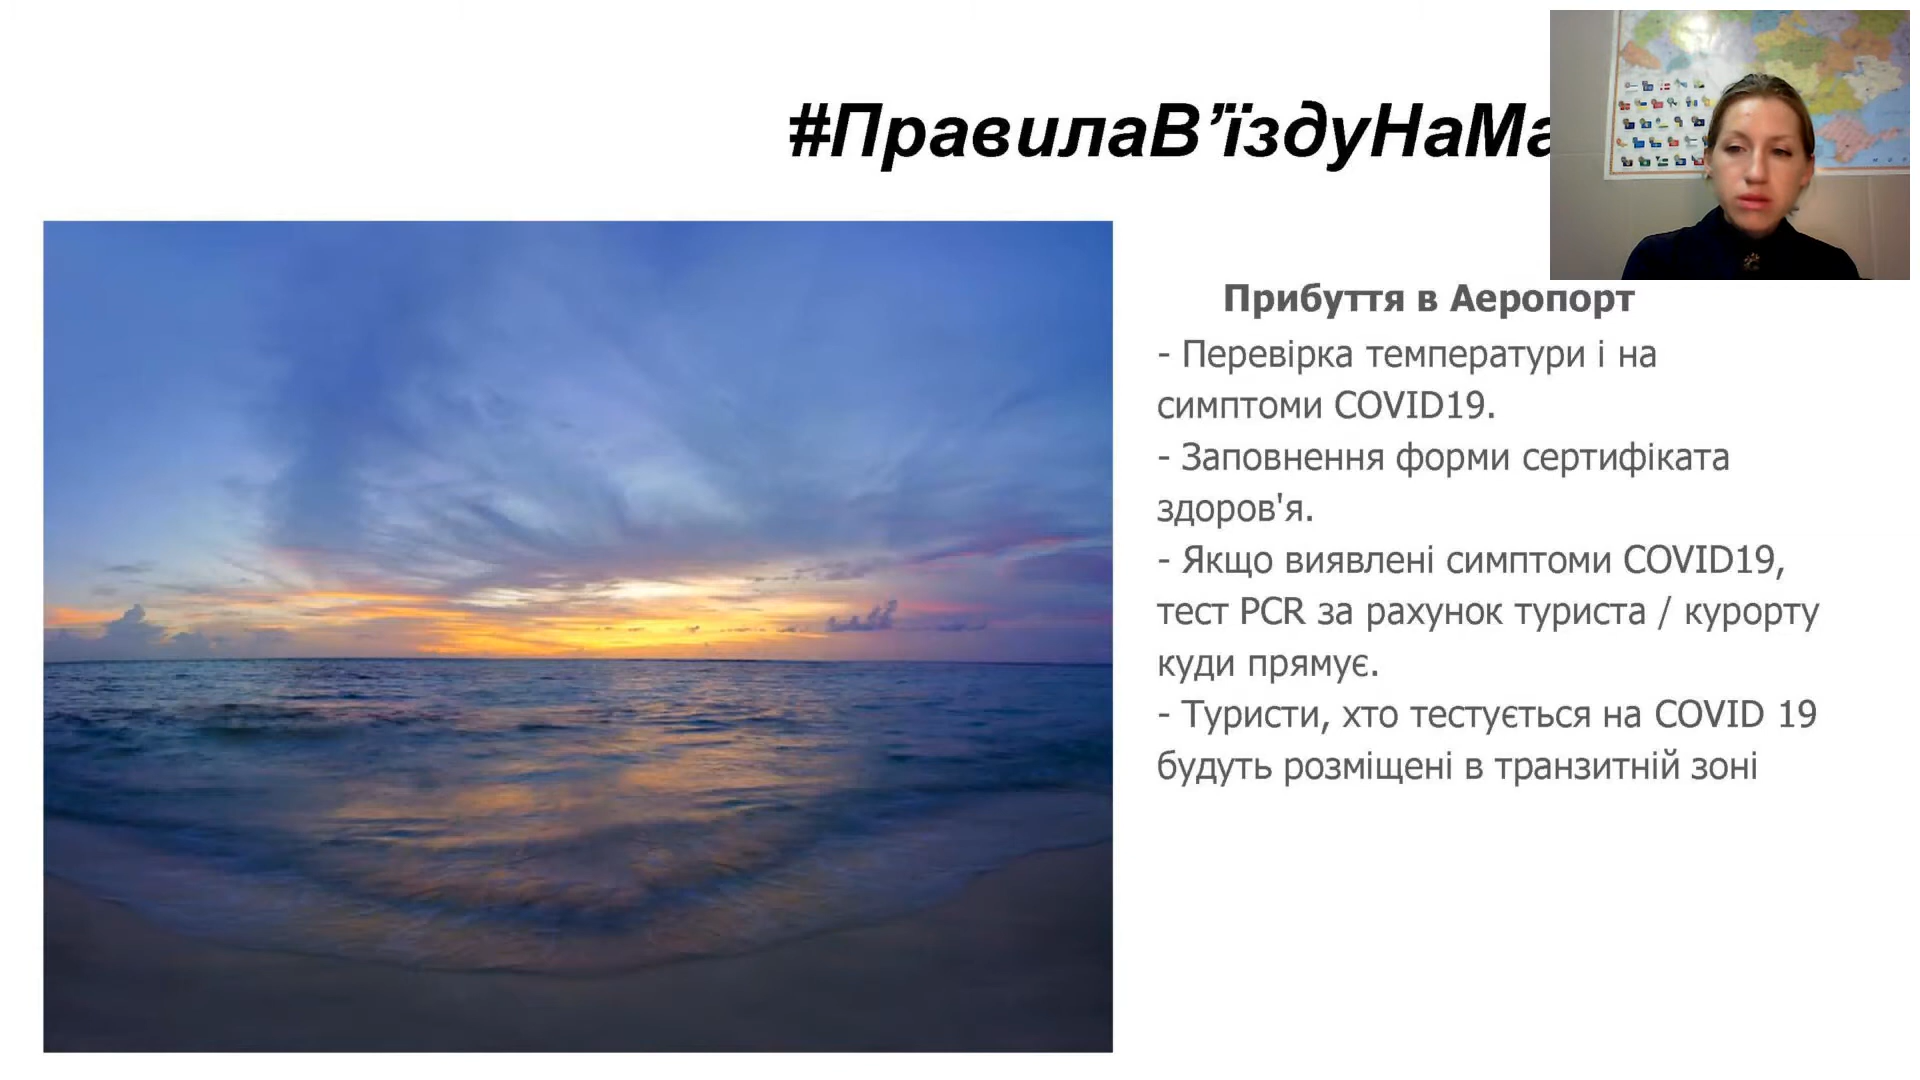 #ПравилаВ’їздуНаМа
Прибуття в Аеропорт
- Перевірка температури і на
симптоми COVID19.
- Заповнення форми сертифіката
здоров'я.
- Якщо виявлені симптоми COVID19,
тест PCR за рахунок туриста / курорту
куди прямує.
- Туристи, хто тестується на COVID 19
будуть розміщені в транзитній зоні